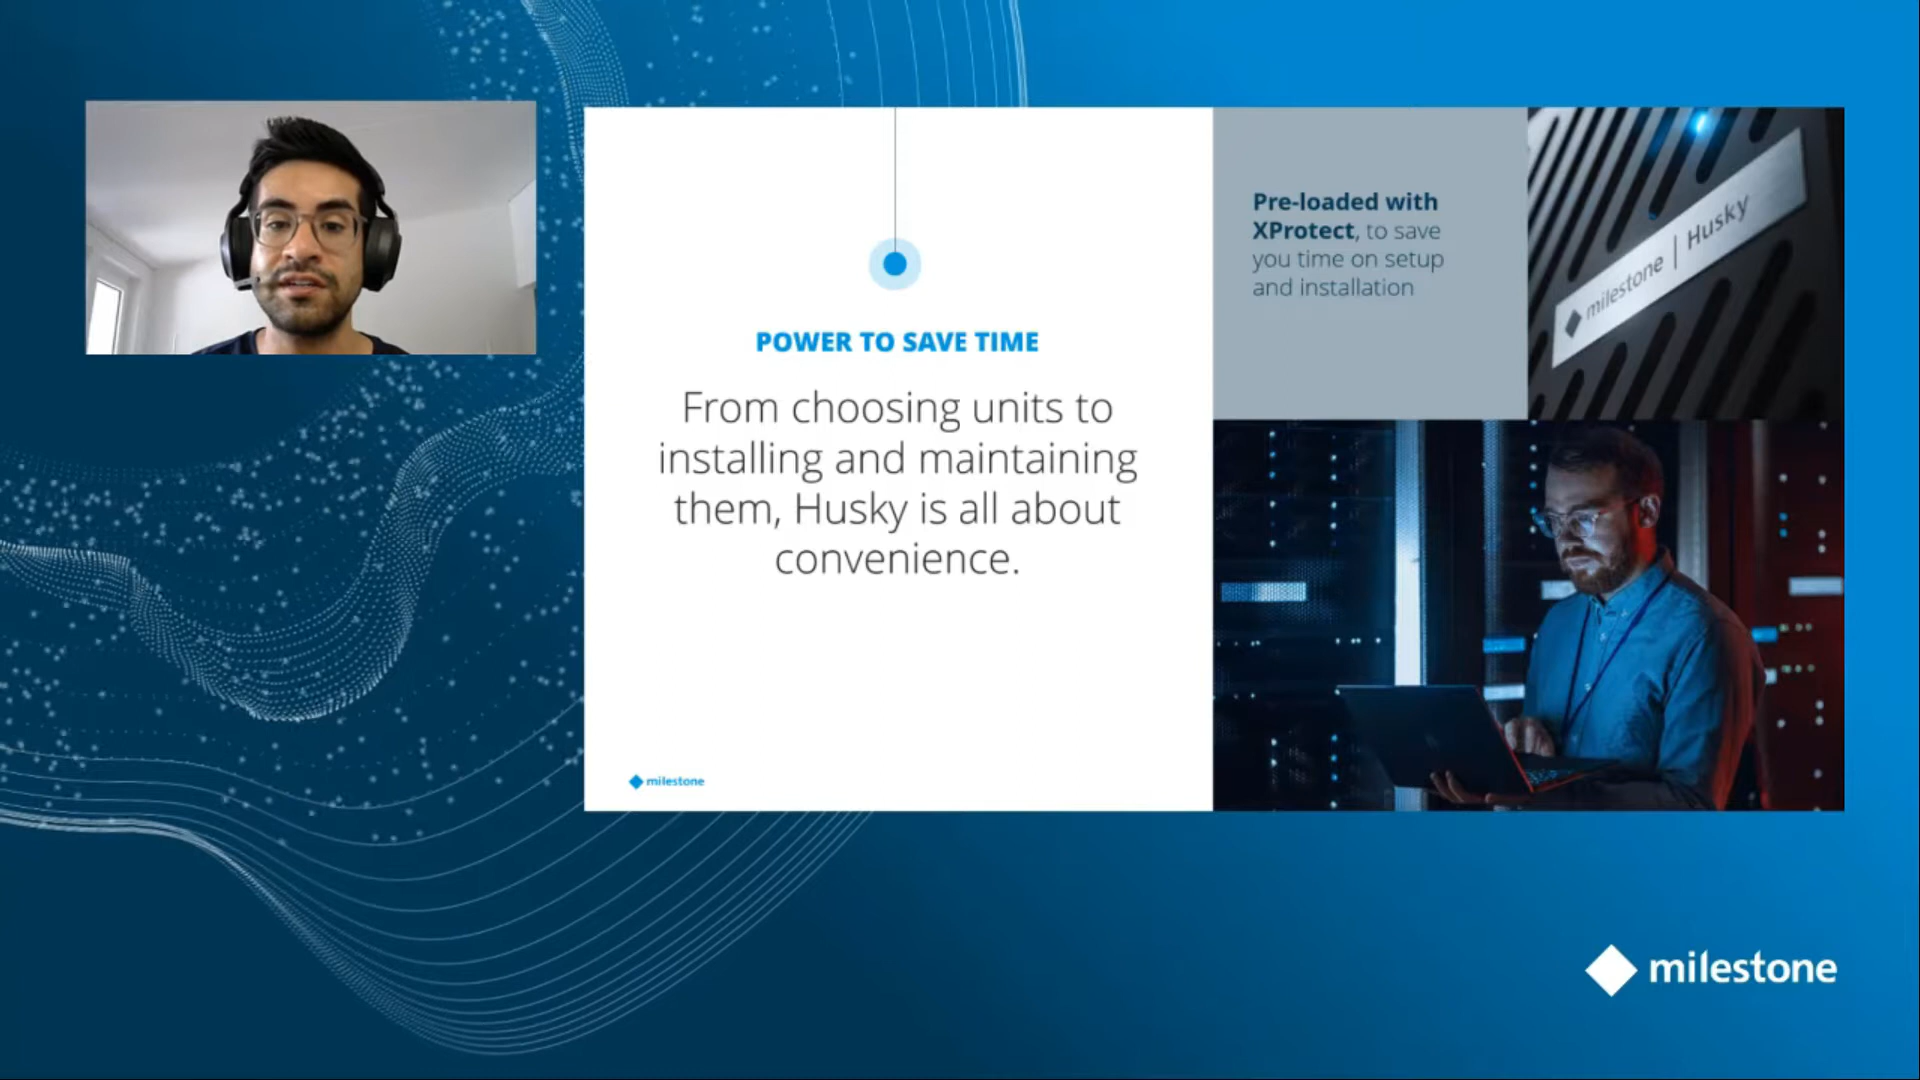 POWER TO SAVE TIME
From choosing units to
installing and maintaining
them, Husky is all about
convenience.
milestone
Pre-loaded with
XProtect, to save
you time on setup
and installation
milestone | Husky
milestone